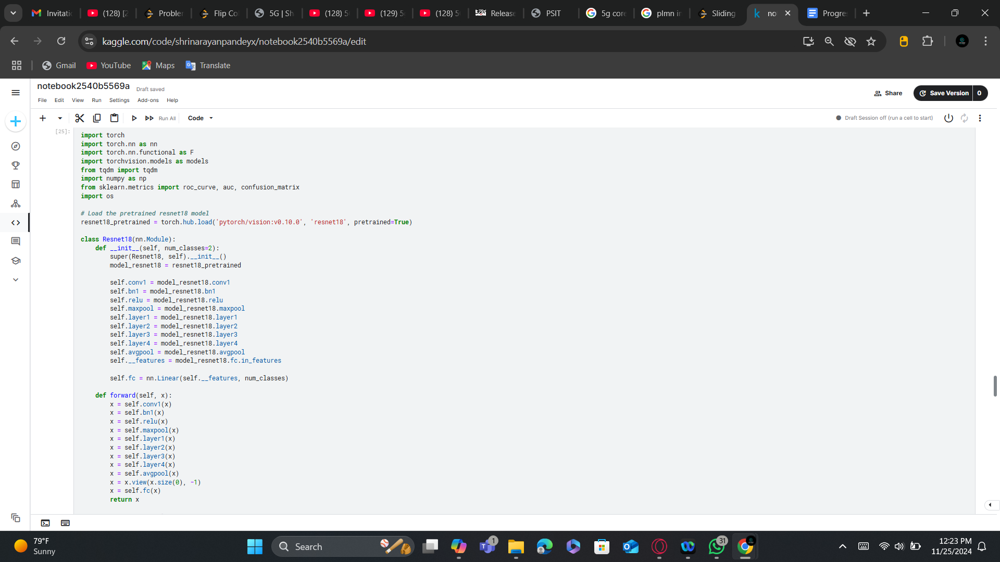 Invitati
(128) [2
Probler
Flip Co
5G | Sh
(128) 5
(129) 5
(128) 5
Release
PSIT
5g core
plmn in
Sliding
no
Progre
kaggle.com/code/shrinarayanpandeyx/notebook2540b5569a/edit
Gmail
YouTube
Maps
Translate
notebook2540b5569a
Draft saved
File Edit View Run Settings Add-ons Help
Share
Save Version 0
Run All
Code
Draft Session off (run a cell to start)
[25]:
import torch
import torch.nn as nn
import torch.nn.functional as F
import torchvision.models as models
from tqdm import tqdm
import numpy as np
from sklearn.metrics import roc_curve, auc, confusion_matrix
import os
# Load the pretrained resnet18 model
resnet18_pretrained = torch.hub.load('pytorch/vision:v0.10.0', 'resnet18', pretrained=True)
class Resnet18(nn.Module):
    def __init__(self, num_classes=2):
        super(Resnet18, self).__init__()
        model_resnet18 = resnet18_pretrained
        self.conv1 = model_resnet18.conv1
        self.bn1 = model_resnet18.bn1
        self.relu = model_resnet18.relu
        self.maxpool = model_resnet18.maxpool
        self.layer1 = model_resnet18.layer1
        self.layer2 = model_resnet18.layer2
        self.layer3 = model_resnet18.layer3
        self.layer4 = model_resnet18.layer4
        self.avgpool = model_resnet18.avgpool
        self.__features = model_resnet18.fc.in_features
        self.fc = nn.Linear(self.__features, num_classes)
    def forward(self, x):
        x = self.conv1(x)
        x = self.bn1(x)
        x = self.relu(x)
        x = self.maxpool(x)
        x = self.layer1(x)
        x = self.layer2(x)
        x = self.layer3(x)
        x = self.layer4(x)
        x = self.avgpool(x)
        x = x.view(x.size(0), -1)
        x = self.fc(x)
        return x
79°F
Sunny
Search
1
31
12:23 PM
11/25/2024